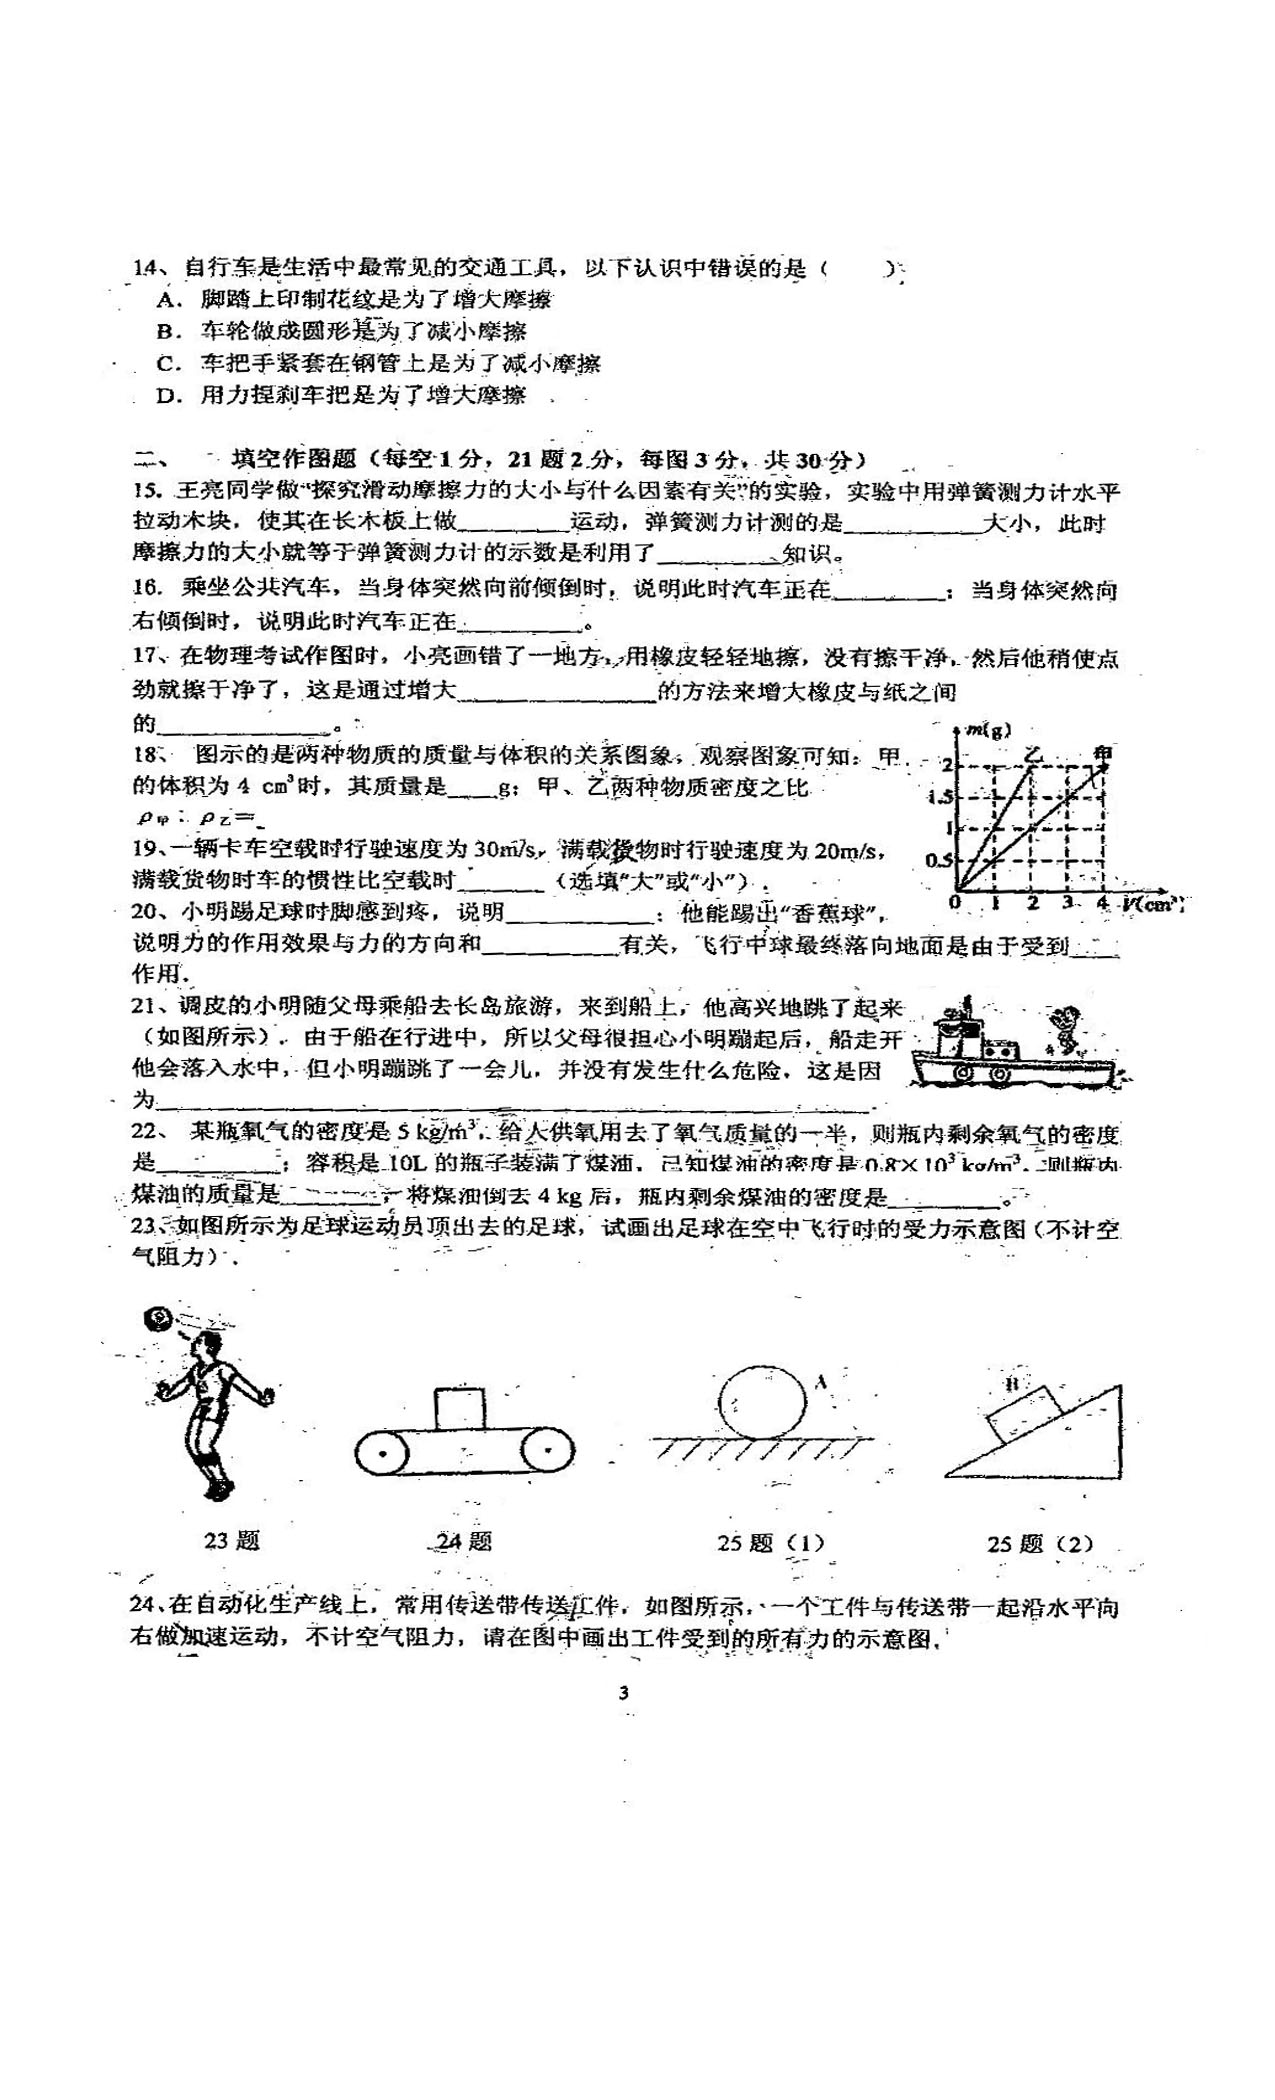 14、自行车是生活中最常见的交通工具，以下认识中错误的是（　　）
A．脚踏上印制花纹是为了增大摩擦
B．车轮做成圆形是为了减小摩擦
C．车把手紧套在钢管上是为了减小摩擦
D．用力捏刹车把是为了增大摩擦
二、 填空作图题（每空1分，21题2分，每图3分，共30分）
15. 王亮同学做“探究滑动摩擦力的大小与什么因素有关”的实验，实验中用弹簧测力计水平
拉动木块，使其在长木板上做________运动，弹簧测力计测的是__________大小，此时
摩擦力的大小就等于弹簧测力计的示数是利用了_________知识。
16. 乘坐公共汽车，当身体突然向前倾倒时，说明此时汽车正在________；当身体突然向
右倾倒时，说明此时汽车正在_________。
17、在物理考试作图时，小亮画错了一地方，用橡皮轻轻地擦，没有擦干净，然后他稍使点
劲就擦干净了，这是通过增大______________的方法来增大橡皮与纸之间
的____________。
18、 图示的是两种物质的质量与体积的关系图象，观察图象可知：甲
的体积为 4 cm³时，其质量是____g；甲、乙两种物质密度之比
ρ甲：ρ乙=_
m(g)
乙 甲
2
1.5
1
0.5
0 1 2 3 4 V(cm³)
19、一辆卡车空载时行驶速度为30m/s，满载货物时行驶速度为20m/s，
满载货物时车的惯性比空载时______（选填“大”或“小”）．
20、小明踢足球时脚感到疼，说明__________；他能踢出“香蕉球”，
说明力的作用效果与力的方向和_________有关，飞行中球最终落向地面是由于受到____
作用．
21、调皮的小明随父母乘船去长岛旅游，来到船上，他高兴地跳了起来
（如图所示）．由于船在行进中，所以父母很担心小明蹦起后，船走开
他会落入水中，但小明蹦跳了一会儿，并没有发生什么危险，这是因
为____________________________________________________．
22、 某瓶氧气的密度是 5 kg/m³，给人供氧用去了氧气质量的一半，则瓶内剩余氧气的密度
是_________；容积是 10L 的瓶子装满了煤油，已知煤油的密度是 0.8×10³ kg/m³，则瓶内
煤油的质量是_______，将煤油倒去 4 kg 后，瓶内剩余煤油的密度是________。
23、如图所示为足球运动员顶出去的足球，试画出足球在空中飞行时的受力示意图（不计空
气阻力）．
A
B
23 题 24 题 25 题（1） 25 题（2）
24、在自动化生产线上，常用传送带传送工件，如图所示，一个工件与传送带一起沿水平向
右做加速运动，不计空气阻力，请在图中画出工件受到的所有力的示意图．
3